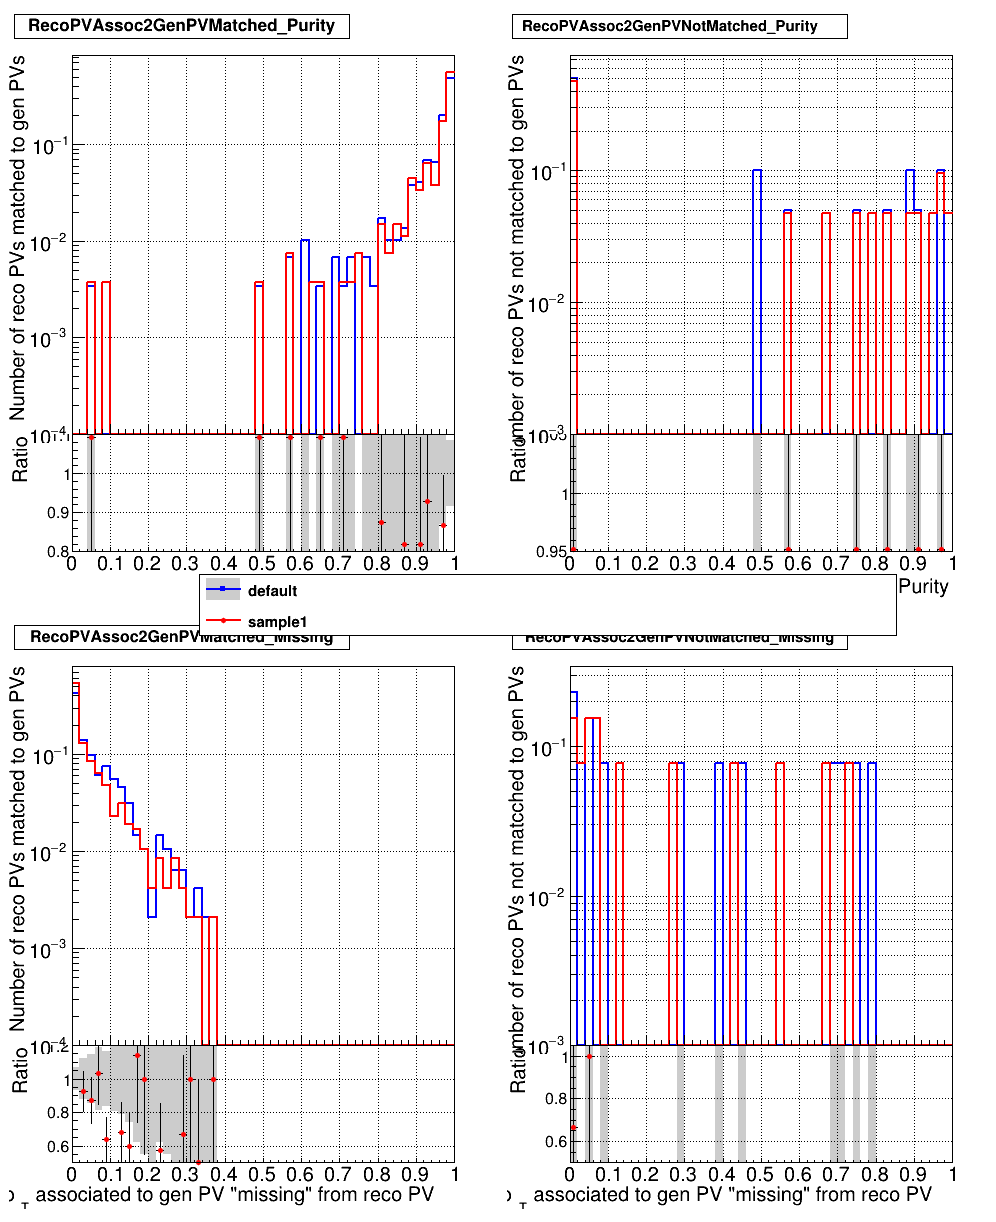 RecoPVAssoc2GenPVMatched_Purity
Number of reco PVs matched to gen PVs
10−1
10−2
10−3
10−4
Ratio
1
0.9
0.8
0 0.1 0.2 0.3 0.4 0.5 0.6 0.7 0.8 0.9 1
RecoPVAssoc2GenPVNotMatched_Purity
mber of reco PVs not matcched to gen PVs
10−1
10−2
10−3
Ratio
1
0.95
0 0.1 0.2 0.3 0.4 0.5 0.6 0.7 0.8 0.9 1
Purity
default
sample1
RecoPVAssoc2GenPVMatched_Missing
Number of reco PVs matched to gen PVs
10−1
10−2
10−3
Ratio
1
0.8
0.6
0 0.1 0.2 0.3 0.4 0.5 0.6 0.7 0.8 0.9 1
T associated to gen PV "missing" from reco PV
RecoPVAssoc2GenPVNotMatched_Missing
mber of reco PVs not matcched to gen PVs
10−1
10−2
10−3
Ratio
1
0.8
0.6
0 0.1 0.2 0.3 0.4 0.5 0.6 0.7 0.8 0.9 1
T associated to gen PV "missing" from reco PV